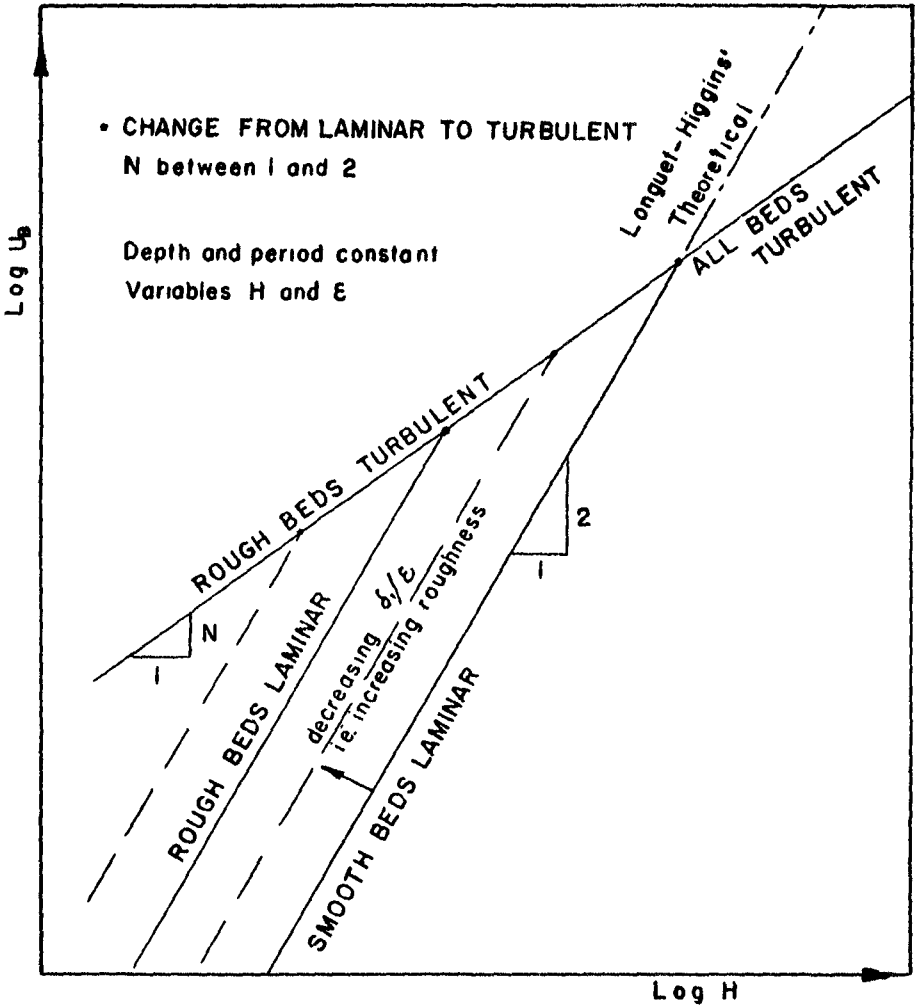 • CHANGE FROM LAMINAR TO TURBULENT
N between 1 and 2
Depth and period constant
Variables H and ε
Longuet-Higgins'
Theoretical
ALL BEDS
TURBULENT
ROUGH BEDS TURBULENT
N
1
ROUGH BEDS LAMINAR
decreasing δ₁/ε
i.e. increasing roughness
SMOOTH BEDS LAMINAR
2
1
Log U_B
Log H